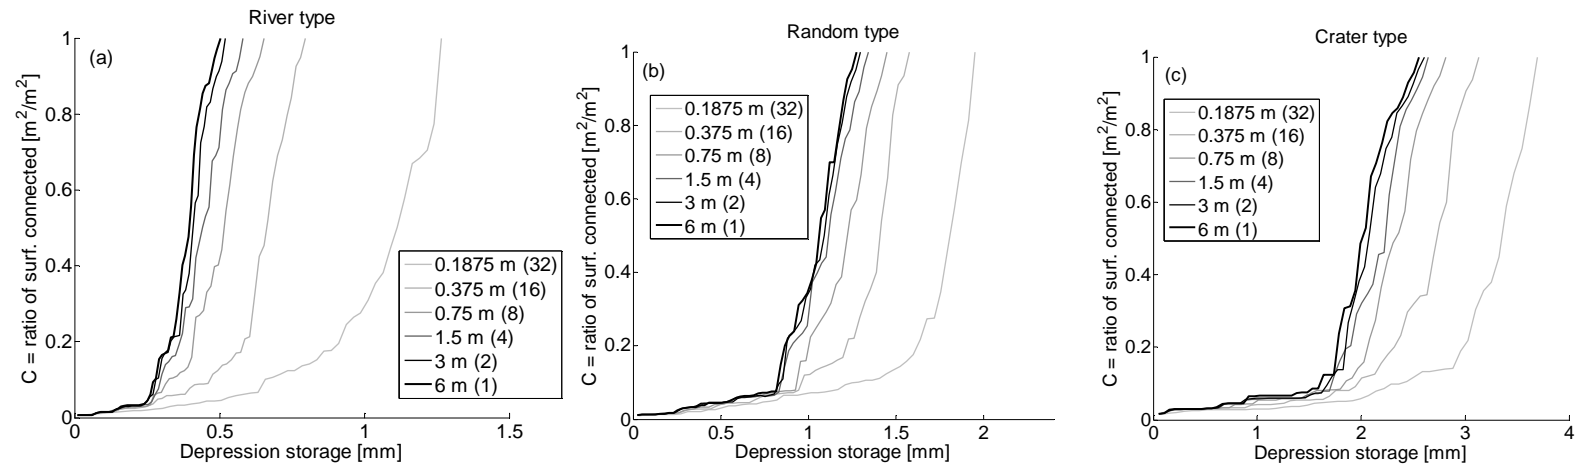 River type
(a)
C = ratio of surf. connected [m²/m²]
1
0.8
0.6
0.4
0.2
0
0 0.5 1 1.5
Depression storage [mm]
0.1875 m (32)
0.375 m (16)
0.75 m (8)
1.5 m (4)
3 m (2)
6 m (1)
Random type
(b)
C = ratio of surf. connected [m²/m²]
1
0.8
0.6
0.4
0.2
0
0 0.5 1 1.5 2
Depression storage [mm]
0.1875 m (32)
0.375 m (16)
0.75 m (8)
1.5 m (4)
3 m (2)
6 m (1)
Crater type
(c)
C = ratio of surf. connected [m²/m²]
1
0.8
0.6
0.4
0.2
0
0 1 2 3 4
Depression storage [mm]
0.1875 m (32)
0.375 m (16)
0.75 m (8)
1.5 m (4)
3 m (2)
6 m (1)